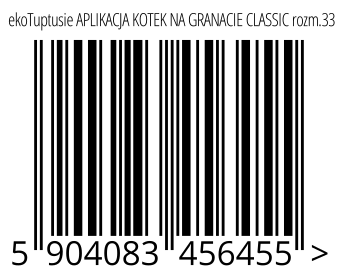 ekoTuptusie APLIKACJA KOTEK NA GRANACIE CLASSIC rozm.33
5 904083 456455 >